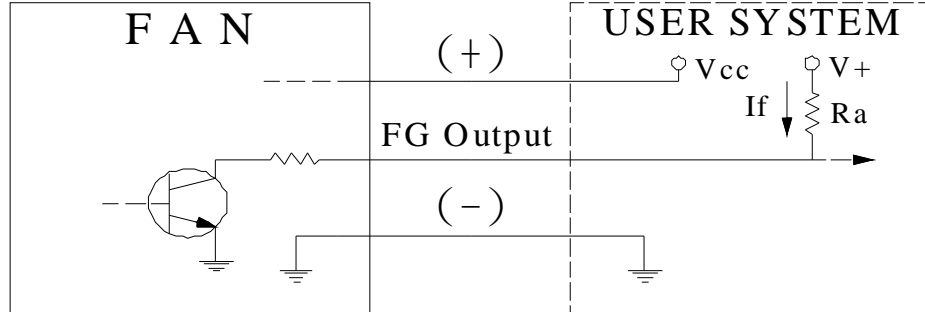 F A N
USER SYSTEM
(+)
Vcc
V+
If
Ra
FG Output
(-)